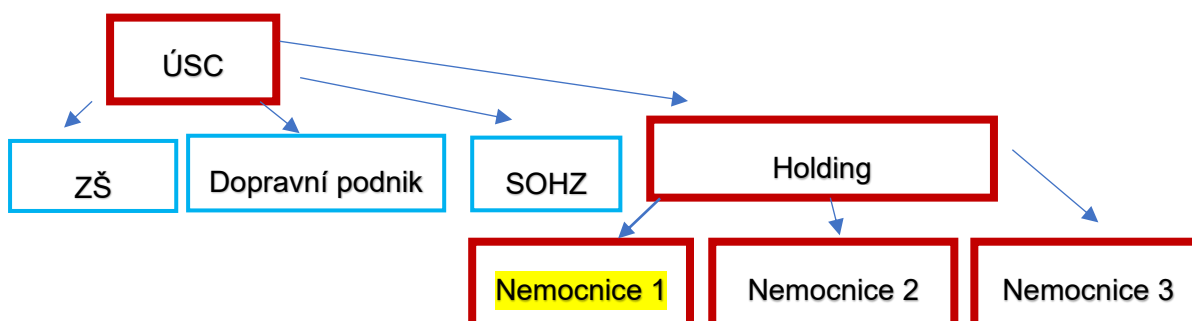 ÚSC
ZŠ
Dopravní podnik
SOHZ
Holding
Nemocnice 1
Nemocnice 2
Nemocnice 3